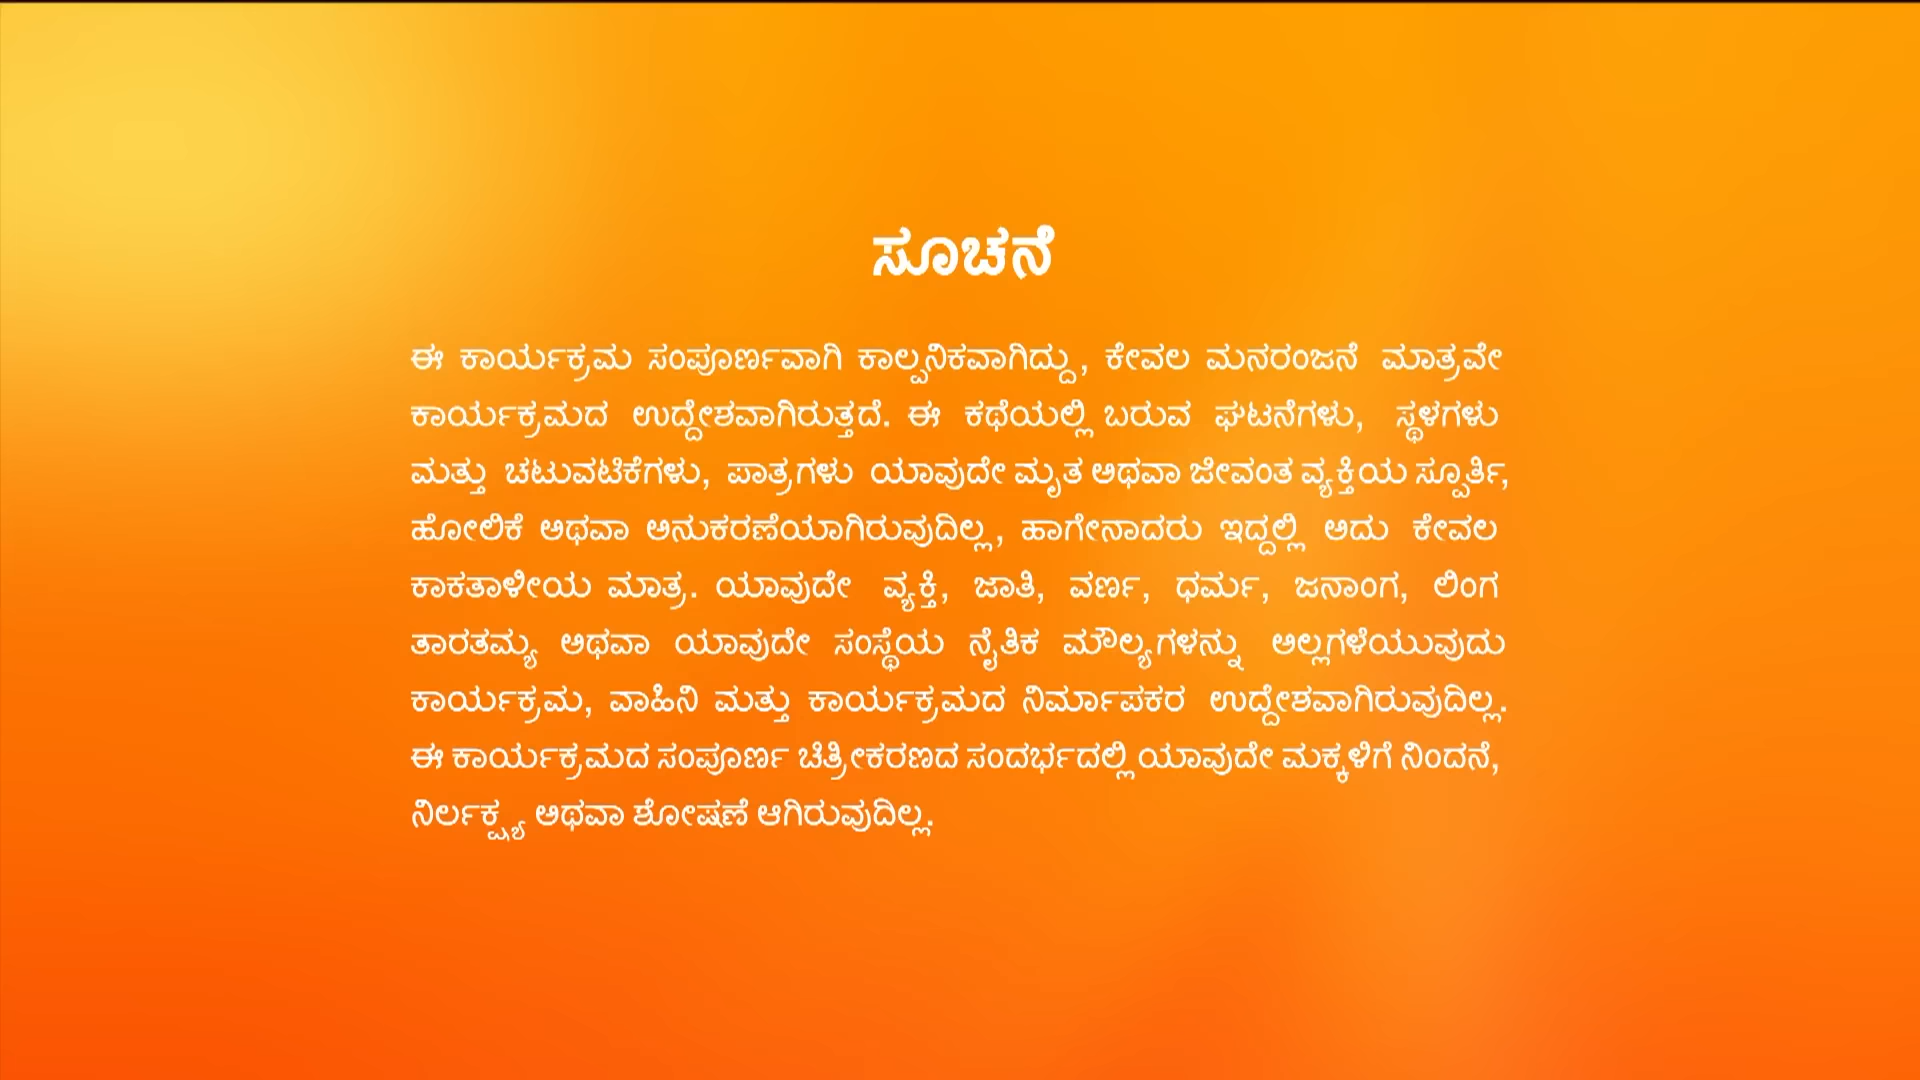 ಸೂಚನೆ
ಈ ಕಾರ್ಯಕ್ರಮ ಸಂಪೂರ್ಣವಾಗಿ ಕಾಲ್ಪನಿಕವಾಗಿದ್ದು, ಕೇವಲ ಮನರಂಜನೆ ಮಾತ್ರವೇ
ಕಾರ್ಯಕ್ರಮದ ಉದ್ದೇಶವಾಗಿರುತ್ತದೆ. ಈ ಕಥೆಯಲ್ಲಿ ಬರುವ ಘಟನೆಗಳು, ಸ್ಥಳಗಳು
ಮತ್ತು ಚಟುವಟಿಕೆಗಳು, ಪಾತ್ರಗಳು ಯಾವುದೇ ಮೃತ ಅಥವಾ ಜೀವಂತ ವ್ಯಕ್ತಿಯ ಸ್ಪೂರ್ತಿ,
ಹೋಲಿಕೆ ಅಥವಾ ಅನುಕರಣೆಯಾಗಿರುವುದಿಲ್ಲ, ಹಾಗೇನಾದರು ಇದ್ದಲ್ಲಿ ಅದು ಕೇವಲ
ಕಾಕತಾಳೀಯ ಮಾತ್ರ. ಯಾವುದೇ ವ್ಯಕ್ತಿ, ಜಾತಿ, ವರ್ಣ, ಧರ್ಮ, ಜನಾಂಗ, ಲಿಂಗ
ತಾರತಮ್ಯ ಅಥವಾ ಯಾವುದೇ ಸಂಸ್ಥೆಯ ನೈತಿಕ ಮೌಲ್ಯಗಳನ್ನು ಅಲ್ಲಗಳೆಯುವುದು
ಕಾರ್ಯಕ್ರಮ, ವಾಹಿನಿ ಮತ್ತು ಕಾರ್ಯಕ್ರಮದ ನಿರ್ಮಾಪಕರ ಉದ್ದೇಶವಾಗಿರುವುದಿಲ್ಲ.
ಈ ಕಾರ್ಯಕ್ರಮದ ಸಂಪೂರ್ಣ ಚಿತ್ರೀಕರಣದ ಸಂದರ್ಭದಲ್ಲಿ ಯಾವುದೇ ಮಕ್ಕಳಿಗೆ ನಿಂದನೆ,
ನಿರ್ಲಕ್ಷ್ಯ ಅಥವಾ ಶೋಷಣೆ ಆಗಿರುವುದಿಲ್ಲ.